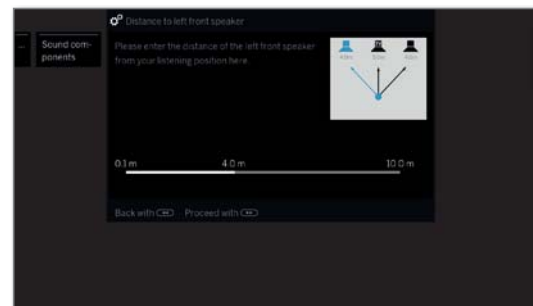 Distance to left front speaker
... Sound com-
ponents
Please enter the distance of the left front speaker
from your listening position here.
0.1 m 4.0 m 10.0 m
Back with Proceed with